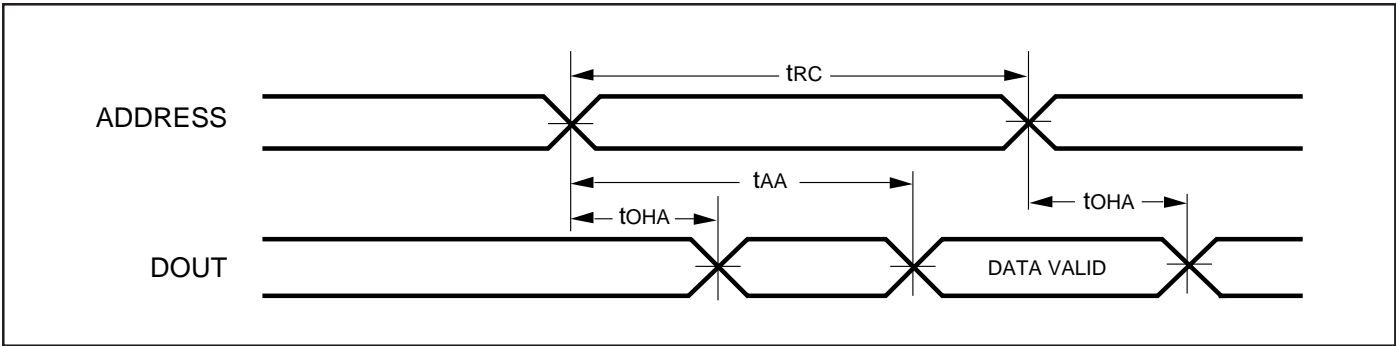 tRC
ADDRESS
tAA
tOHA
tOHA
DOUT
DATA VALID